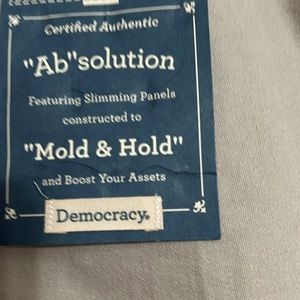 Certified Authentic
"Ab"solution
Featuring Slimming Panels
constructed to
"Mold & Hold"
and Boost Your Assets
Democracy®